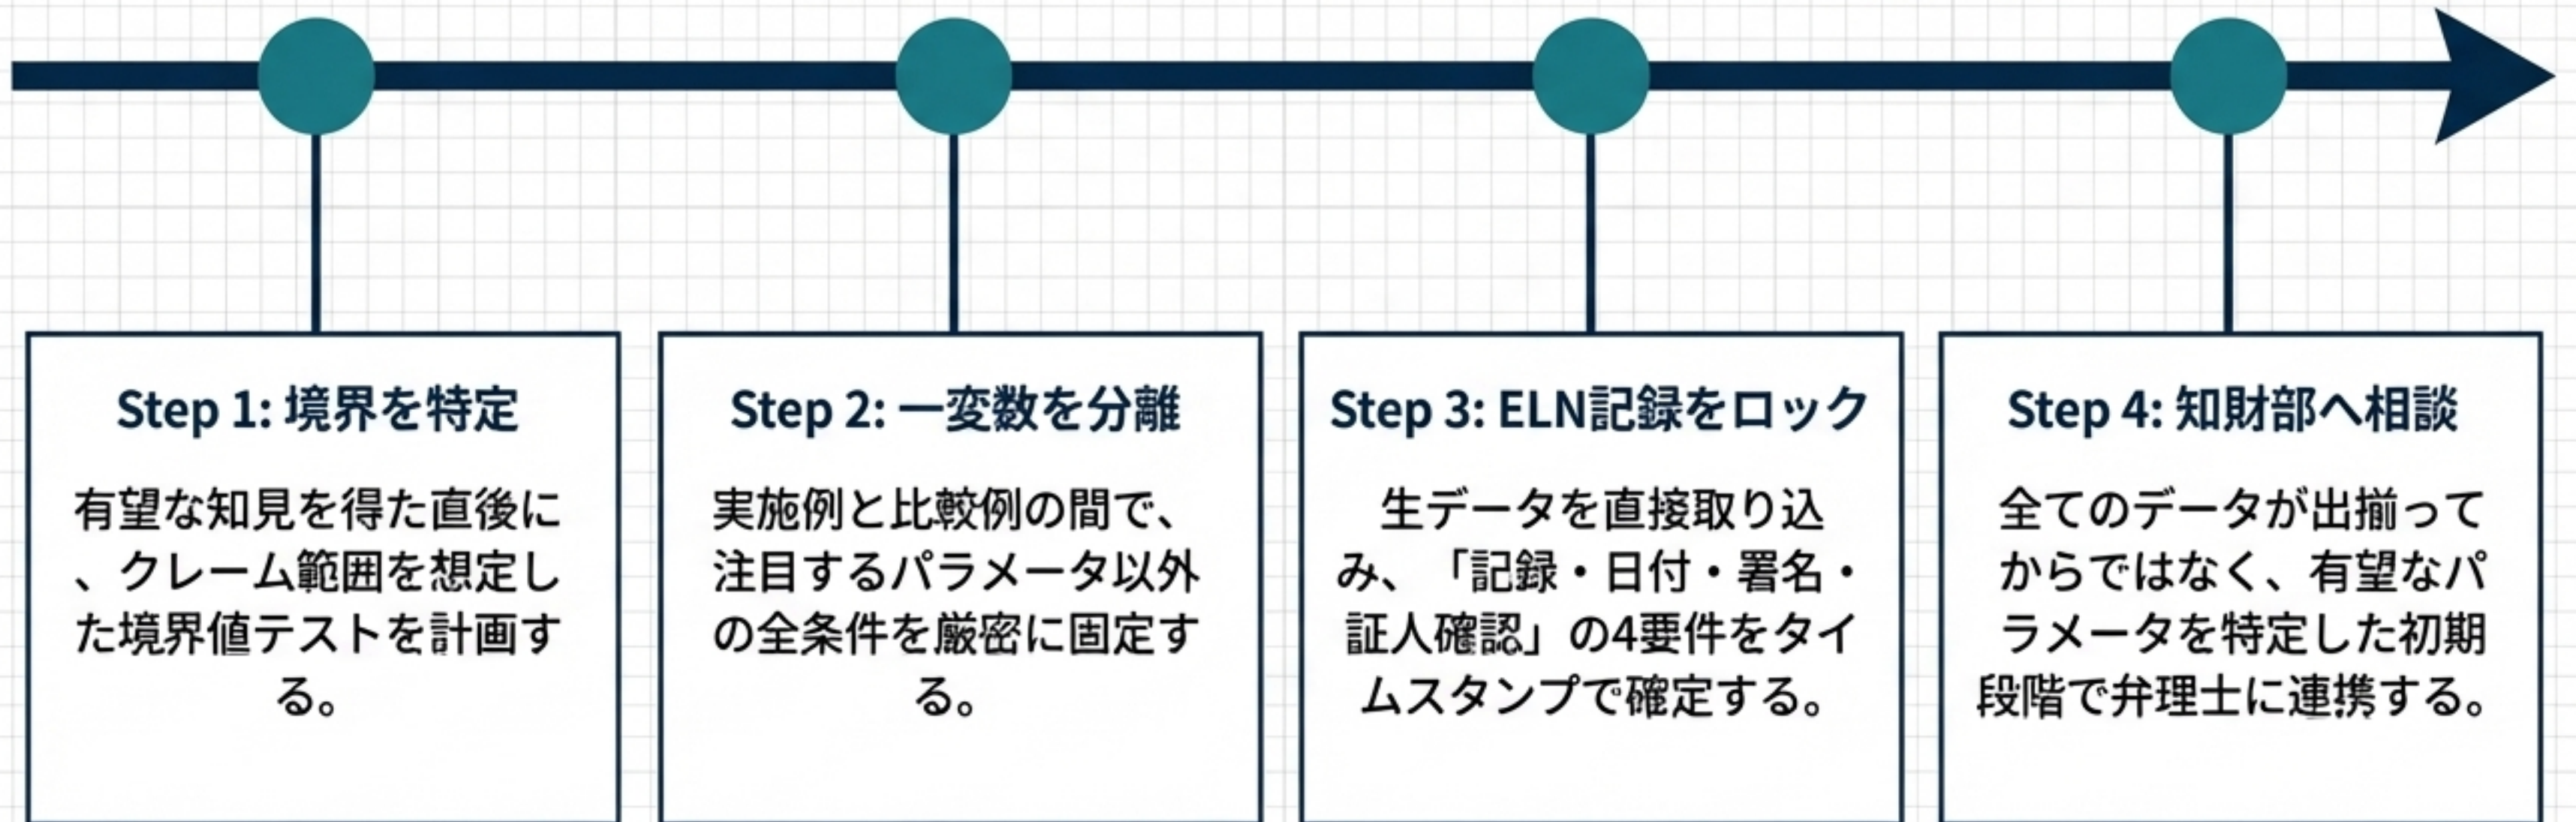 Step 1: 境界を特定
有望な知見を得た直後に
、クレーム範囲を想定し
た境界値テストを計画す
る。
Step 2: 一変数を分離
実施例と比較例の間で、
注目するパラメータ以外
の全条件を厳密に固定す
る。
Step 3: ELN記録をロック
生データを直接取り込
み、「記録・日付・署名・
証人確認」の4要件をタイ
ムスタンプで確定する。
Step 4: 知財部へ相談
全てのデータが出揃って
からではなく、有望なパ
ラメータを特定した初期
段階で弁理士に連携する。